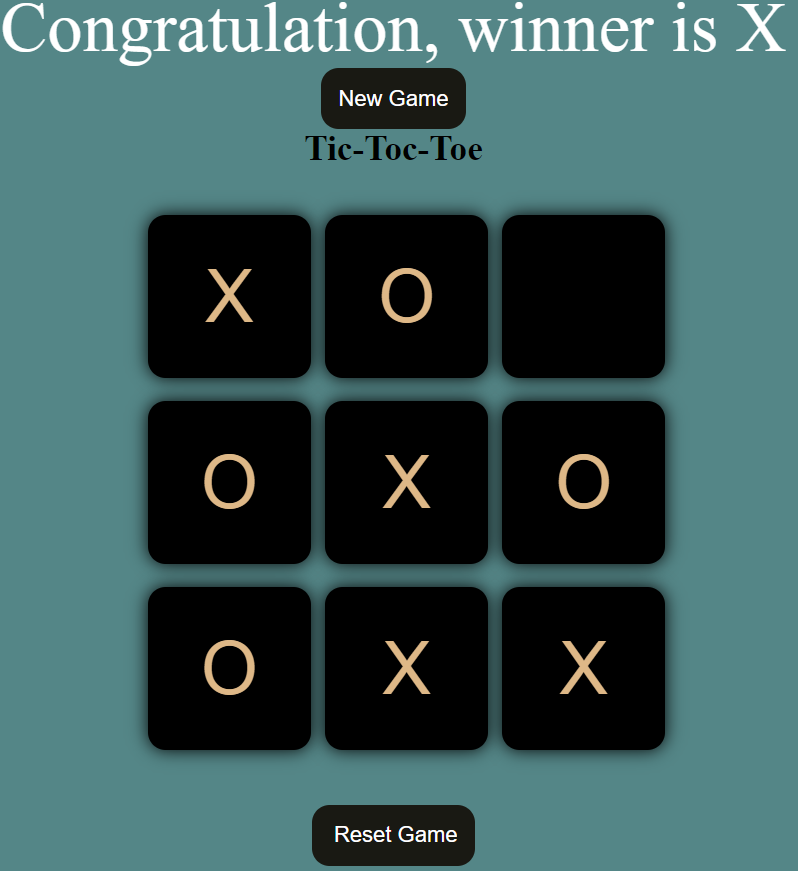 Congratulation, winner is X
New Game
Tic-Toc-Toe
X O
O X O
O X X
Reset Game